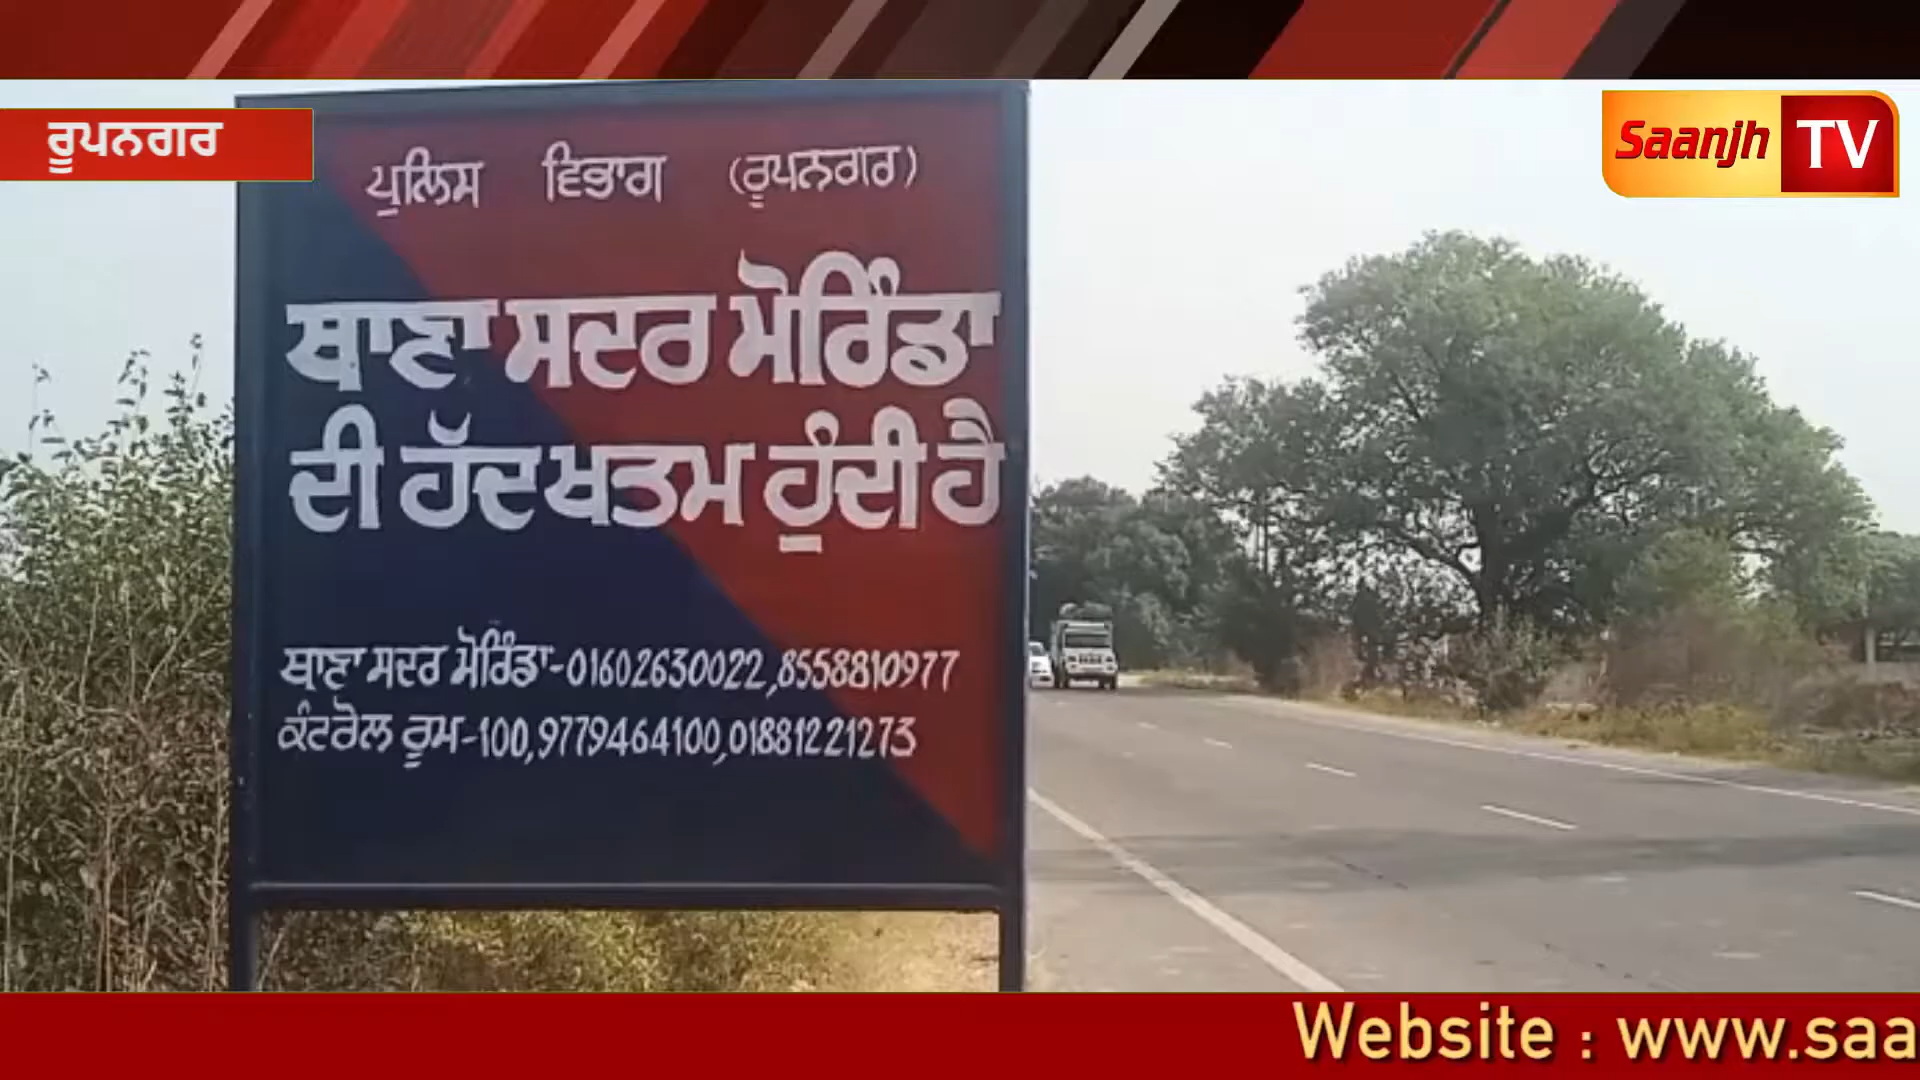 ਰੂਪਨਗਰ
Saanjh TV
ਪੁਲਿਸ ਵਿਭਾਗ (ਰੂਪਨਗਰ)
ਥਾਣਾ ਸਦਰ ਮੋਰਿੰਡਾ
ਦੀ ਹੱਦ ਖਤਮ ਹੁੰਦੀ ਹੈ
ਥਾਣਾ ਸਦਰ ਮੋਰਿੰਡਾ-01602630022,8558810977
ਕੰਟਰੋਲ ਰੂਮ-100,9779464100,01881221273
Website : www.saa